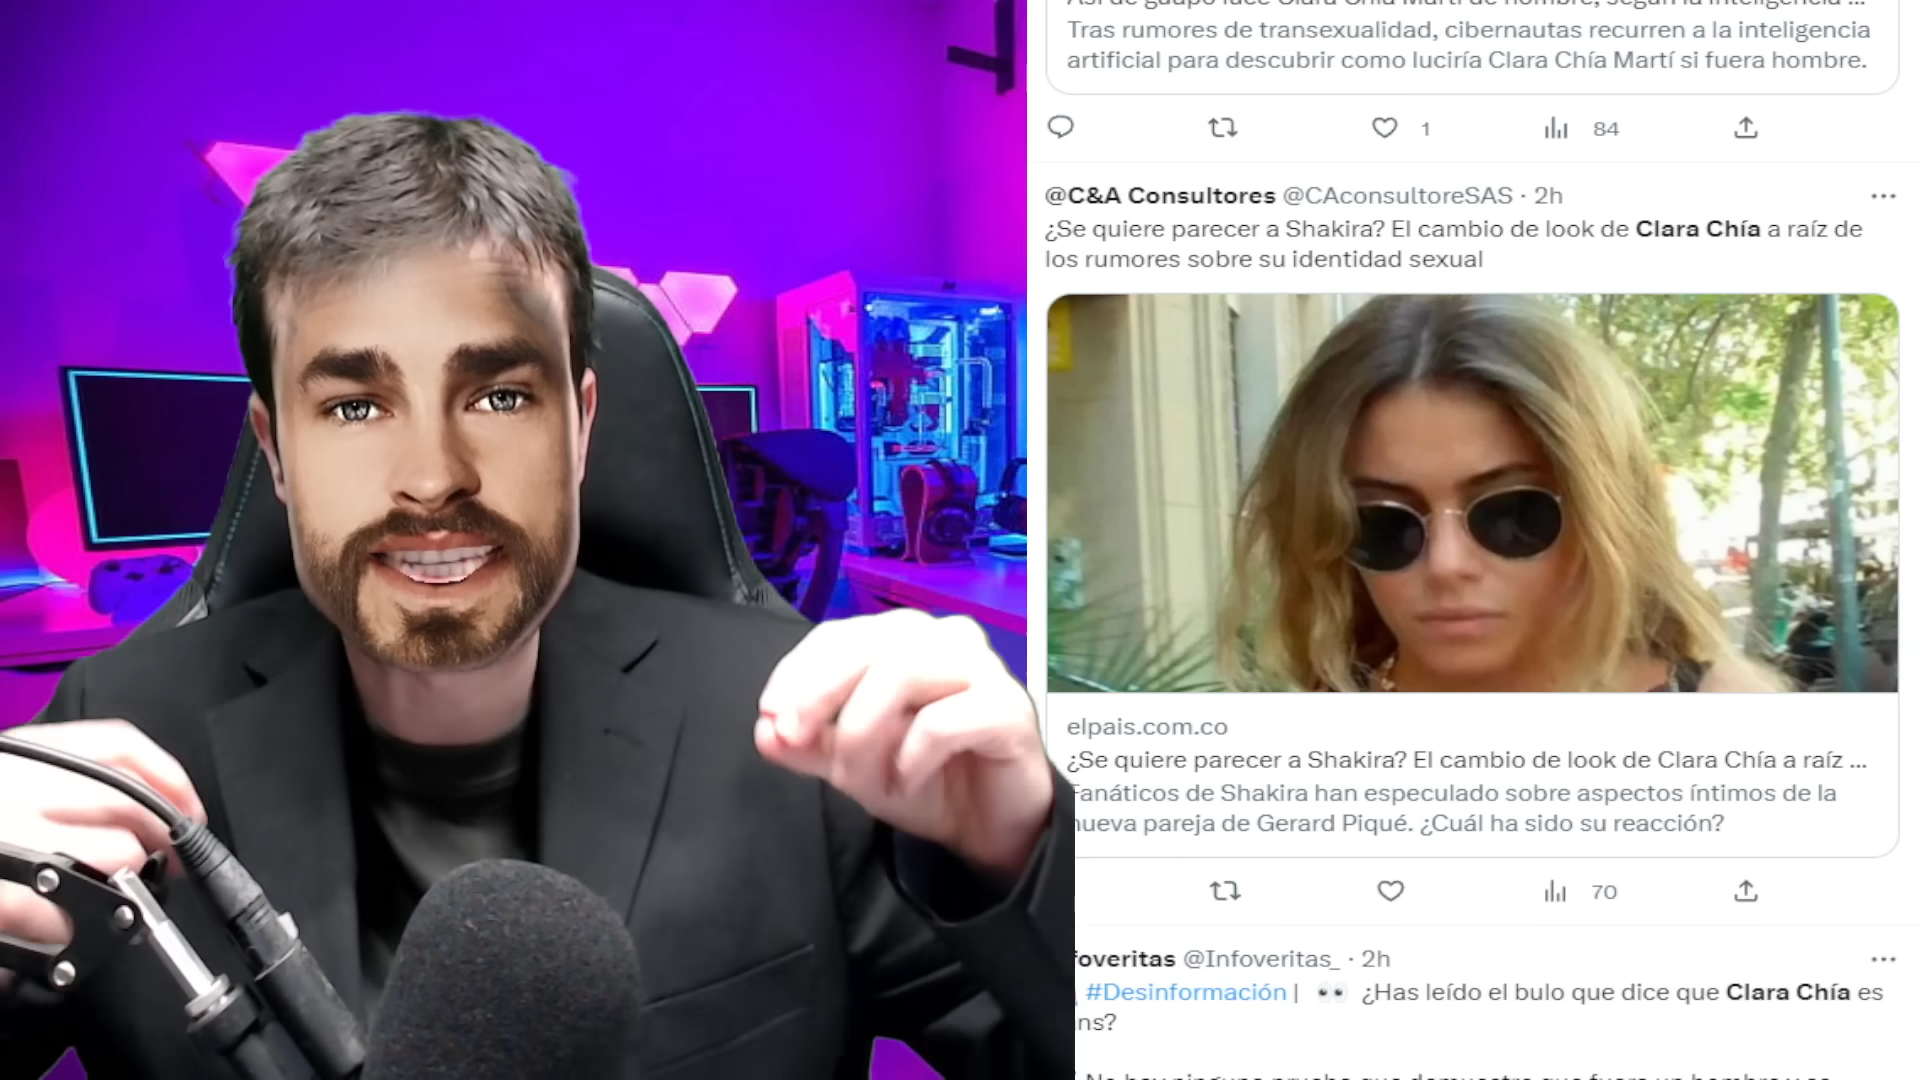 Tras rumores de transexualidad, cibernautas recurren a la inteligencia
artificial para descubrir como luciría Clara Chía Martí si fuera hombre.
1
84
@C&A Consultores @CAconsultoreSAS · 2h
¿Se quiere parecer a Shakira? El cambio de look de Clara Chía a raíz de
los rumores sobre su identidad sexual
elpais.com.co
¿Se quiere parecer a Shakira? El cambio de look de Clara Chía a raíz ...
Fanáticos de Shakira han especulado sobre aspectos íntimos de la
nueva pareja de Gerard Piqué. ¿Cuál ha sido su reacción?
70
foveritas @Infoveritas_ · 2h
#Desinformación | 👀 ¿Has leído el bulo que dice que Clara Chía es
ns?